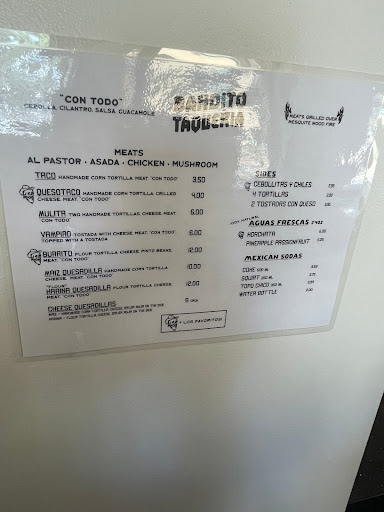 "CON TODO"
CEBOLLA, CILANTRO, SALSA, GUACAMOLE
BANDITO
TAQUERIA
MEATS GRILLED OVER
MESQUITE WOOD FIRE
MEATS
AL PASTOR · ASADA · CHICKEN · MUSHROOM
TACO HANDMADE CORN TORTILLA MEAT, "CON TODO" 3.50
QUESOTACO HANDMADE CORN TORTILLA GRILLED CHEESE, MEAT, "CON TODO" 4.00
MULITA TWO HANDMADE TORTILLAS CHEESE, MEAT,
"CON TODO"
VAMPIRO TOSTADA WITH CHEESE, MEAT, "CON TODO",
TOPPED WITH A TOSTADA
BURRITO FLOUR TORTILLA, CHEESE, PINTO BEANS,
MEAT, "CON TODO" 12.00
MAIZ QUESADILLA HANDMADE CORN TORTILLA
CHEESE, MEAT, "CON TODO" 10.00
"FLOUR"
HARINA QUESADILLA FLOUR TORTILLA, CHEESE,
MEAT, "CON TODO" 12.00
CHEESE QUESADILLAS
LOS FAVORITOS!
SIDES
CEBOLLITAS Y CHILES
4 TORTILLAS
2 TOSTADAS CON QUESO
100% NATURAL
AGUAS FRESCAS
HORCHATA
PINEAPPLE PASSIONFRUIT
MEXICAN SODAS
COKE
SQUIRT
TOPO CHICO
WATER BOTTLE